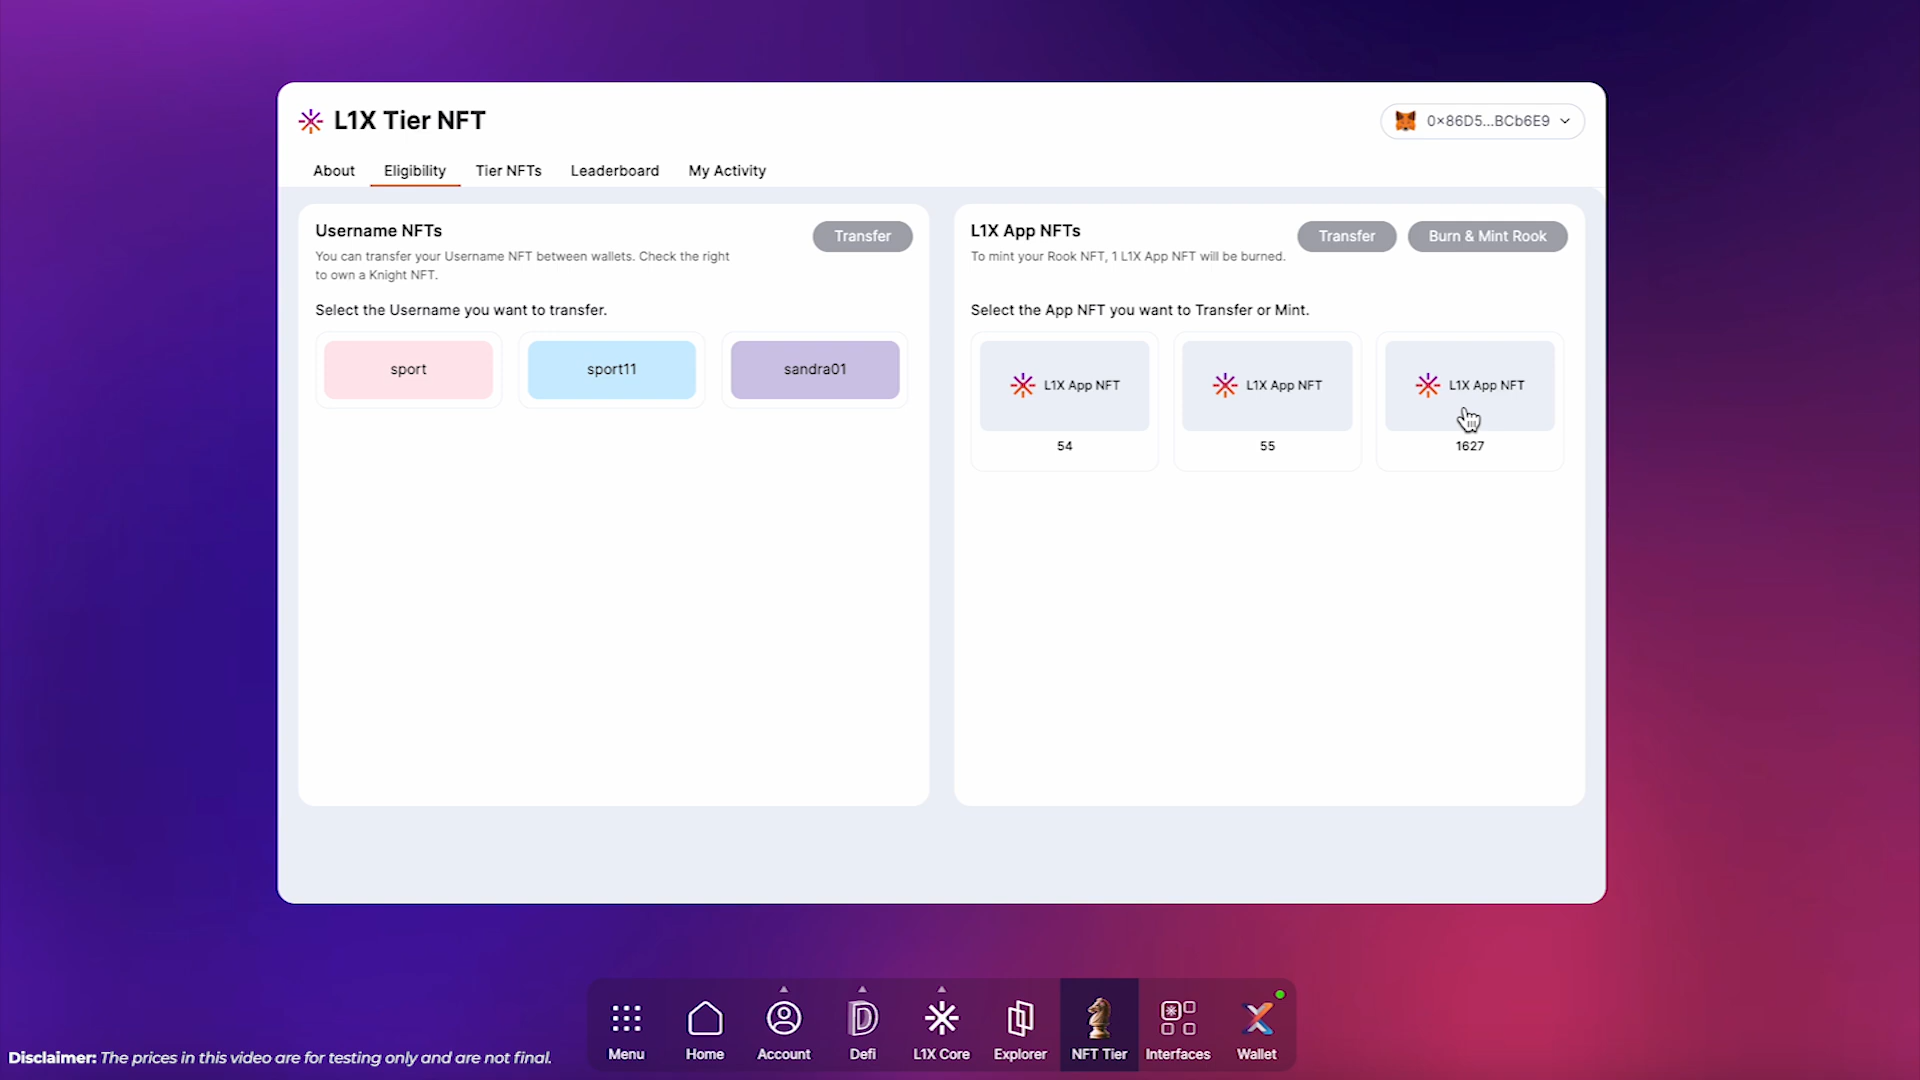 L1X Tier NFT
0×86D5...BCb6E9
About
Eligibility
Tier NFTs
Leaderboard
My Activity
Username NFTs
Transfer
You can transfer your Username NFT between wallets. Check the right
to own a Knight NFT.
Select the Username you want to transfer.
sport
sport11
sandra01
L1X App NFTs
Transfer
Burn & Mint Rook
To mint your Rook NFT, 1 L1X App NFT will be burned.
Select the App NFT you want to Transfer or Mint.
L1X App NFT
54
L1X App NFT
55
L1X App NFT
1627
Menu
Home
Account
Defi
L1X Core
Explorer
NFT Tier
Interfaces
Wallet
Disclaimer: The prices in this video are for testing only and are not final.